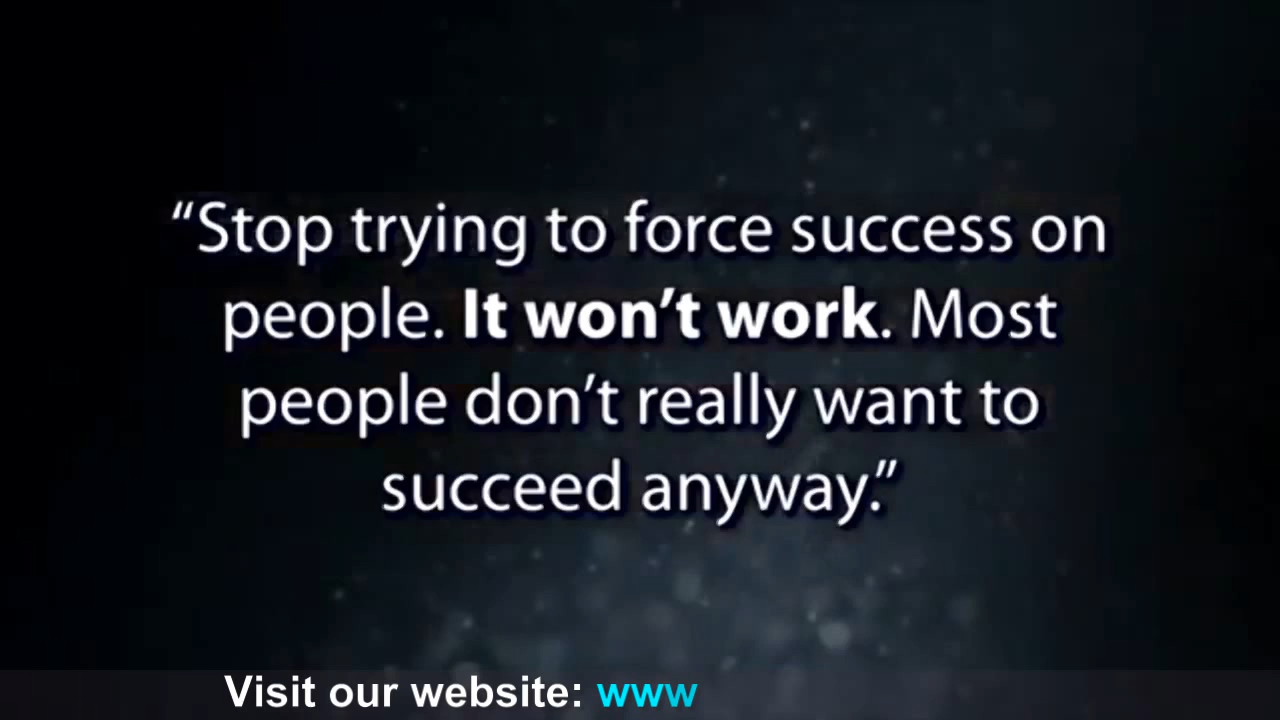 “Stop trying to force success on
people. It won’t work. Most
people don’t really want to
succeed anyway.”
Visit our website: www